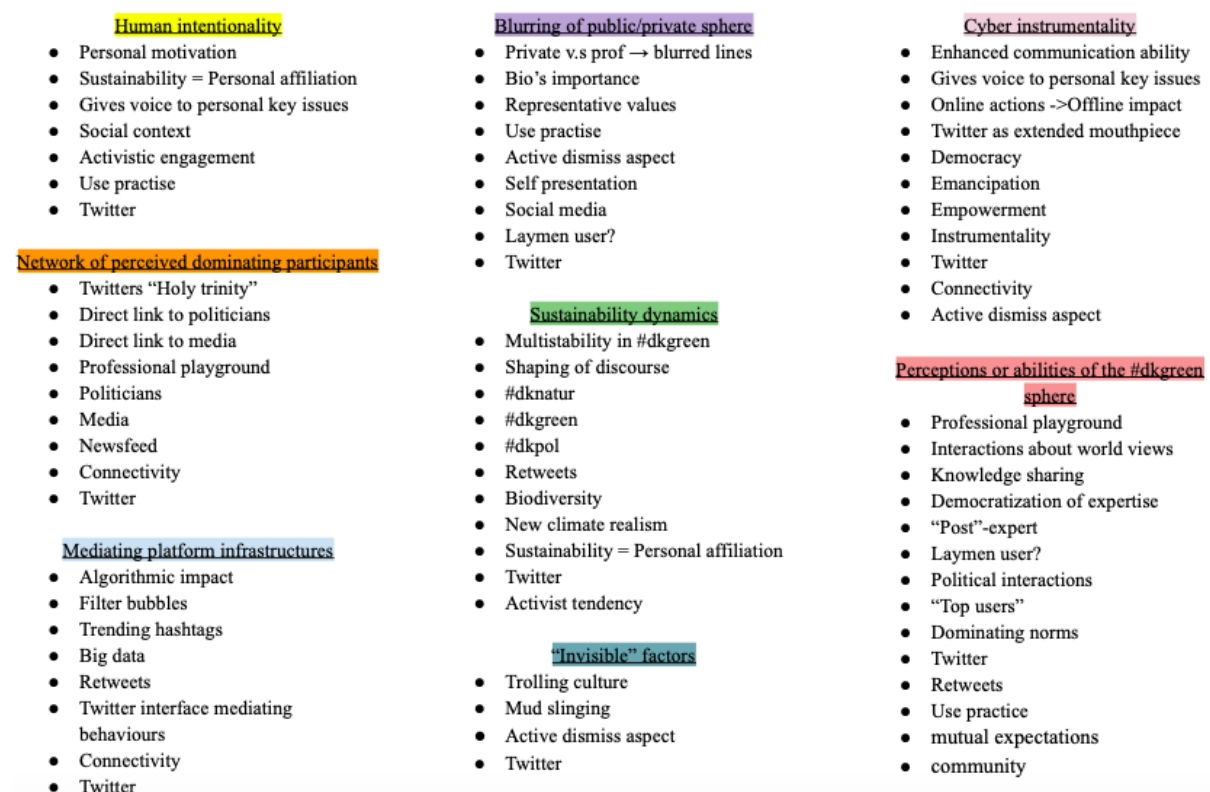 Human intentionality
● Personal motivation
● Sustainability = Personal affiliation
● Gives voice to personal key issues
● Social context
● Activistic engagement
● Use practise
● Twitter
Network of perceived dominating participants
● Twitters “Holy trinity”
● Direct link to politicians
● Direct link to media
● Professional playground
● Politicians
● Media
● Newsfeed
● Connectivity
● Twitter
Mediating platform infrastructures
● Algorithmic impact
● Filter bubbles
● Trending hashtags
● Big data
● Retweets
● Twitter interface mediating
behaviours
● Connectivity
● Twitter
Blurring of public/private sphere
● Private v.s prof → blurred lines
● Bio’s importance
● Representative values
● Use practise
● Active dismiss aspect
● Self presentation
● Social media
● Laymen user?
● Twitter
Sustainability dynamics
● Multistability in #dkgreen
● Shaping of discourse
● #dknatur
● #dkgreen
● #dkpol
● Retweets
● Biodiversity
● New climate realism
● Sustainability = Personal affiliation
● Twitter
● Activist tendency
“Invisible” factors
● Trolling culture
● Mud slinging
● Active dismiss aspect
● Twitter
Cyber instrumentality
● Enhanced communication ability
● Gives voice to personal key issues
● Online actions ->Offline impact
● Twitter as extended mouthpiece
● Democracy
● Emancipation
● Empowerment
● Instrumentality
● Twitter
● Connectivity
● Active dismiss aspect
Perceptions or abilities of the #dkgreen
sphere
● Professional playground
● Interactions about world views
● Knowledge sharing
● Democratization of expertise
● “Post”-expert
● Laymen user?
● Political interactions
● “Top users”
● Dominating norms
● Twitter
● Retweets
● Use practice
● mutual expectations
● community